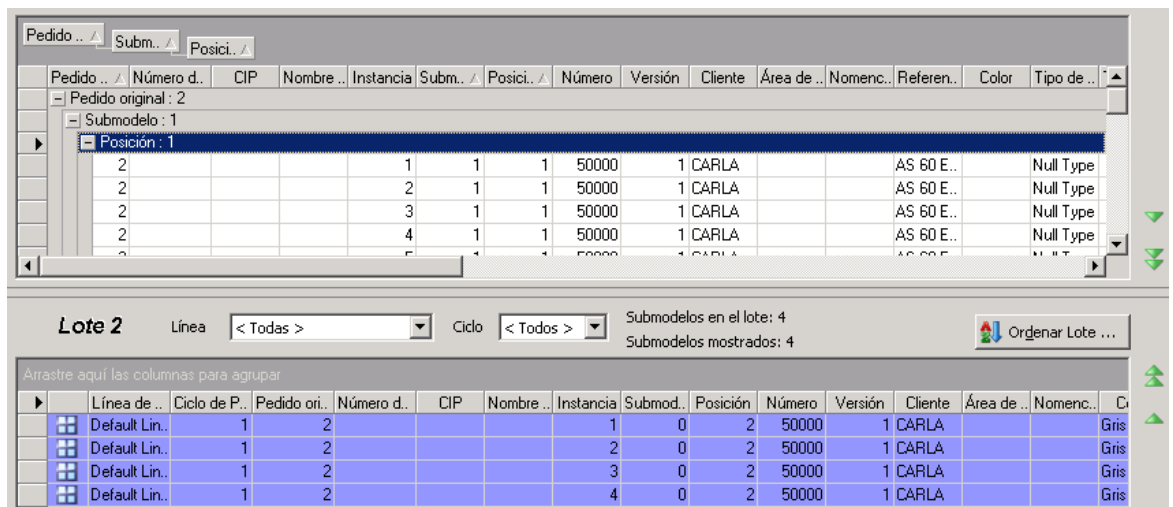 Pedido ..
Subm..
Posici..
Pedido .. Número d.. CIP Nombre .. Instancia Subm.. Posici.. Número Versión Cliente Área de .. Nomenc.. Referen.. Color Tipo de ..
Pedido original : 2
Submodelo : 1
Posición : 1
2 1 1 1 50000 1 CARLA AS 60 E.. Null Type
2 2 1 1 50000 1 CARLA AS 60 E.. Null Type
2 3 1 1 50000 1 CARLA AS 60 E.. Null Type
2 4 1 1 50000 1 CARLA AS 60 E.. Null Type
Lote 2 Línea < Todas > Ciclo < Todos > Submodelos en el lote: 4
Submodelos mostrados: 4
Ordenar Lote ...
Arrastre aquí las columnas para agrupar
Línea de .. Ciclo de P.. Pedido ori.. Número d.. CIP Nombre .. Instancia Submod.. Posición Número Versión Cliente Área de .. Nomenc..
Default Lin.. 1 2 1 0 2 50000 1 CARLA Gris
Default Lin.. 1 2 2 0 2 50000 1 CARLA Gris
Default Lin.. 1 2 3 0 2 50000 1 CARLA Gris
Default Lin.. 1 2 4 0 2 50000 1 CARLA Gris